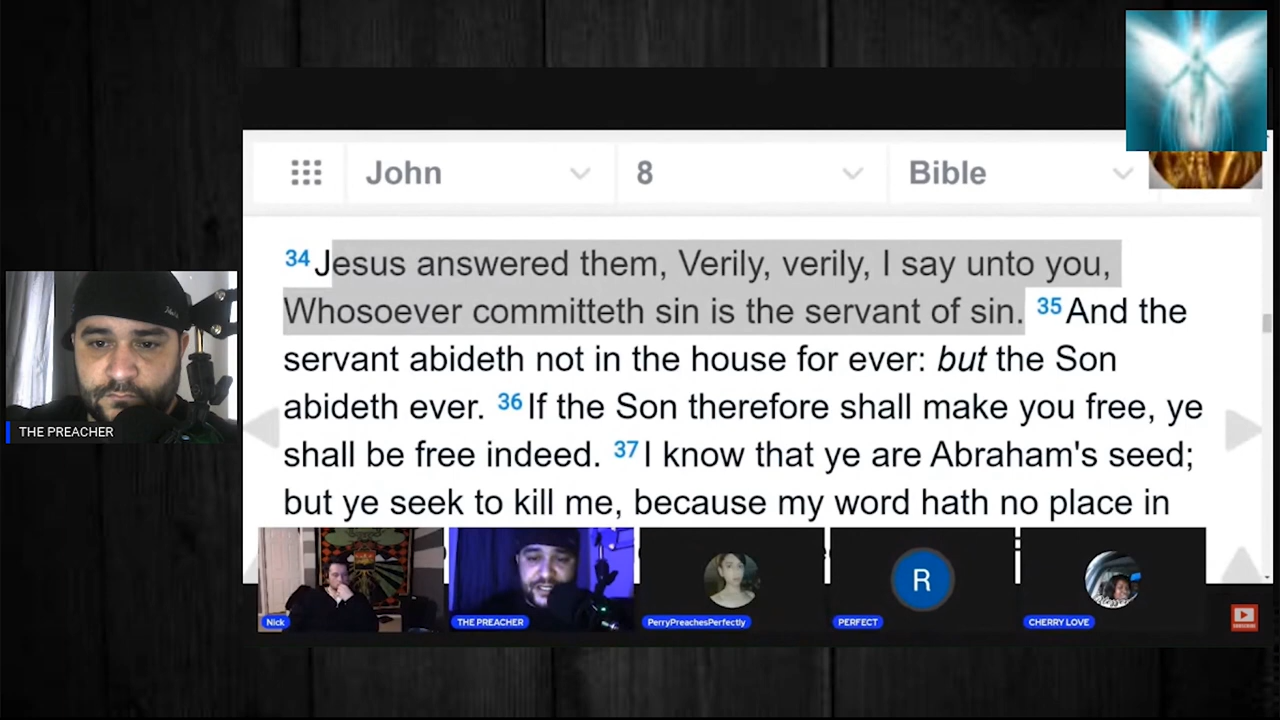 John
8
Bible
34 Jesus answered them, Verily, verily, I say unto you,
Whosoever committeth sin is the servant of sin. 35 And the
servant abideth not in the house for ever: but the Son
abideth ever. 36 If the Son therefore shall make you free, ye
shall be free indeed. 37 I know that ye are Abraham's seed;
but ye seek to kill me, because my word hath no place in
THE PREACHER
R
Nick
THE PREACHER
PerryPreachesPerfectly
PERFECT
CHERRY LOVE
SUBSCRIBE